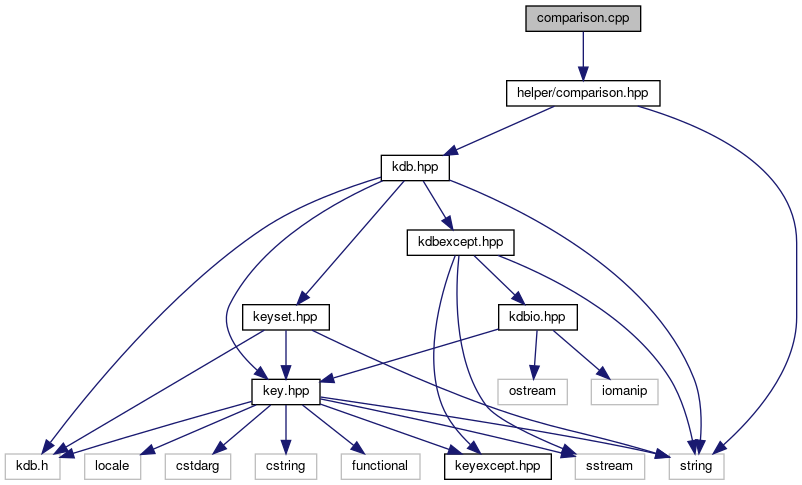 comparison.cpp
helper/comparison.hpp
kdb.hpp
kdbexcept.hpp
keyset.hpp
kdbio.hpp
key.hpp
ostream
iomanip
kdb.h
locale
cstdarg
cstring
functional
keyexcept.hpp
sstream
string